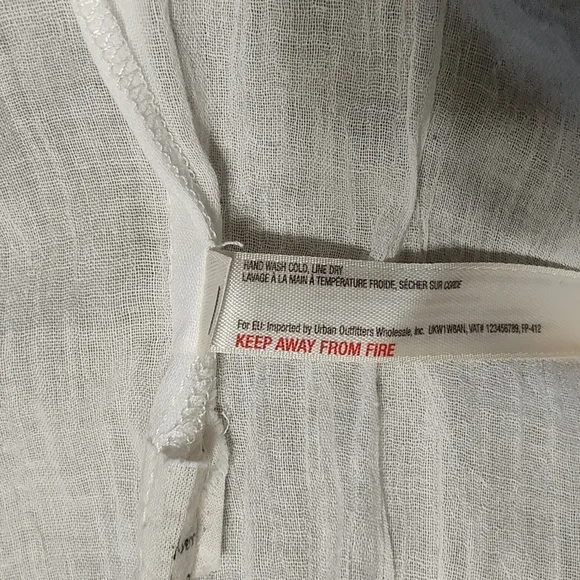 HAND WASH COLD, LINE DRY
LAVAGE À LA MAIN À TEMPÉRATURE FROIDE, SÉCHER SUR CORDE
For EU: Imported by Urban Outfitters Wholesale, Inc. UKW1W8AN, VAT# 123456789, FP-412
KEEP AWAY FROM FIRE